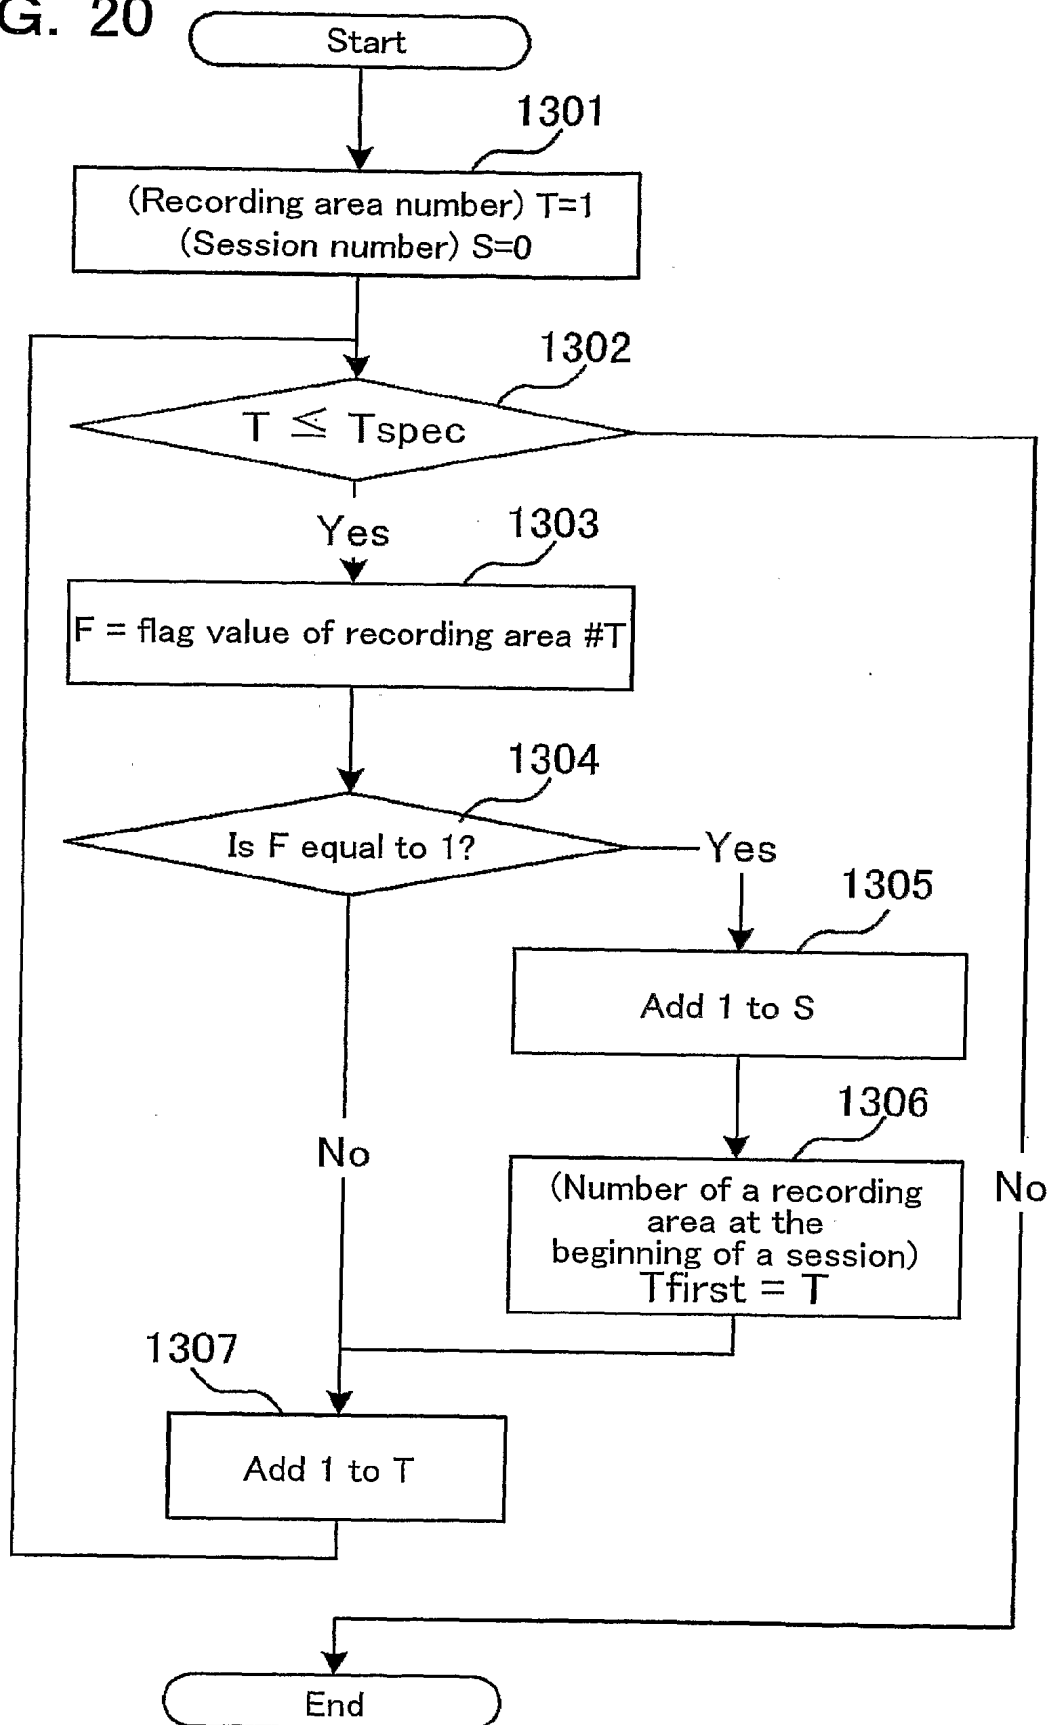 G. 20
Start
1301
(Recording area number) T=1
(Session number) S=0
1302
T ≦ Tspec
Yes
1303
F = flag value of recording area #T
1304
Is F equal to 1?
Yes
1305
Add 1 to S
1306
No
(Number of a recording
area at the
beginning of a session)
Tfirst = T
No
1307
Add 1 to T
End